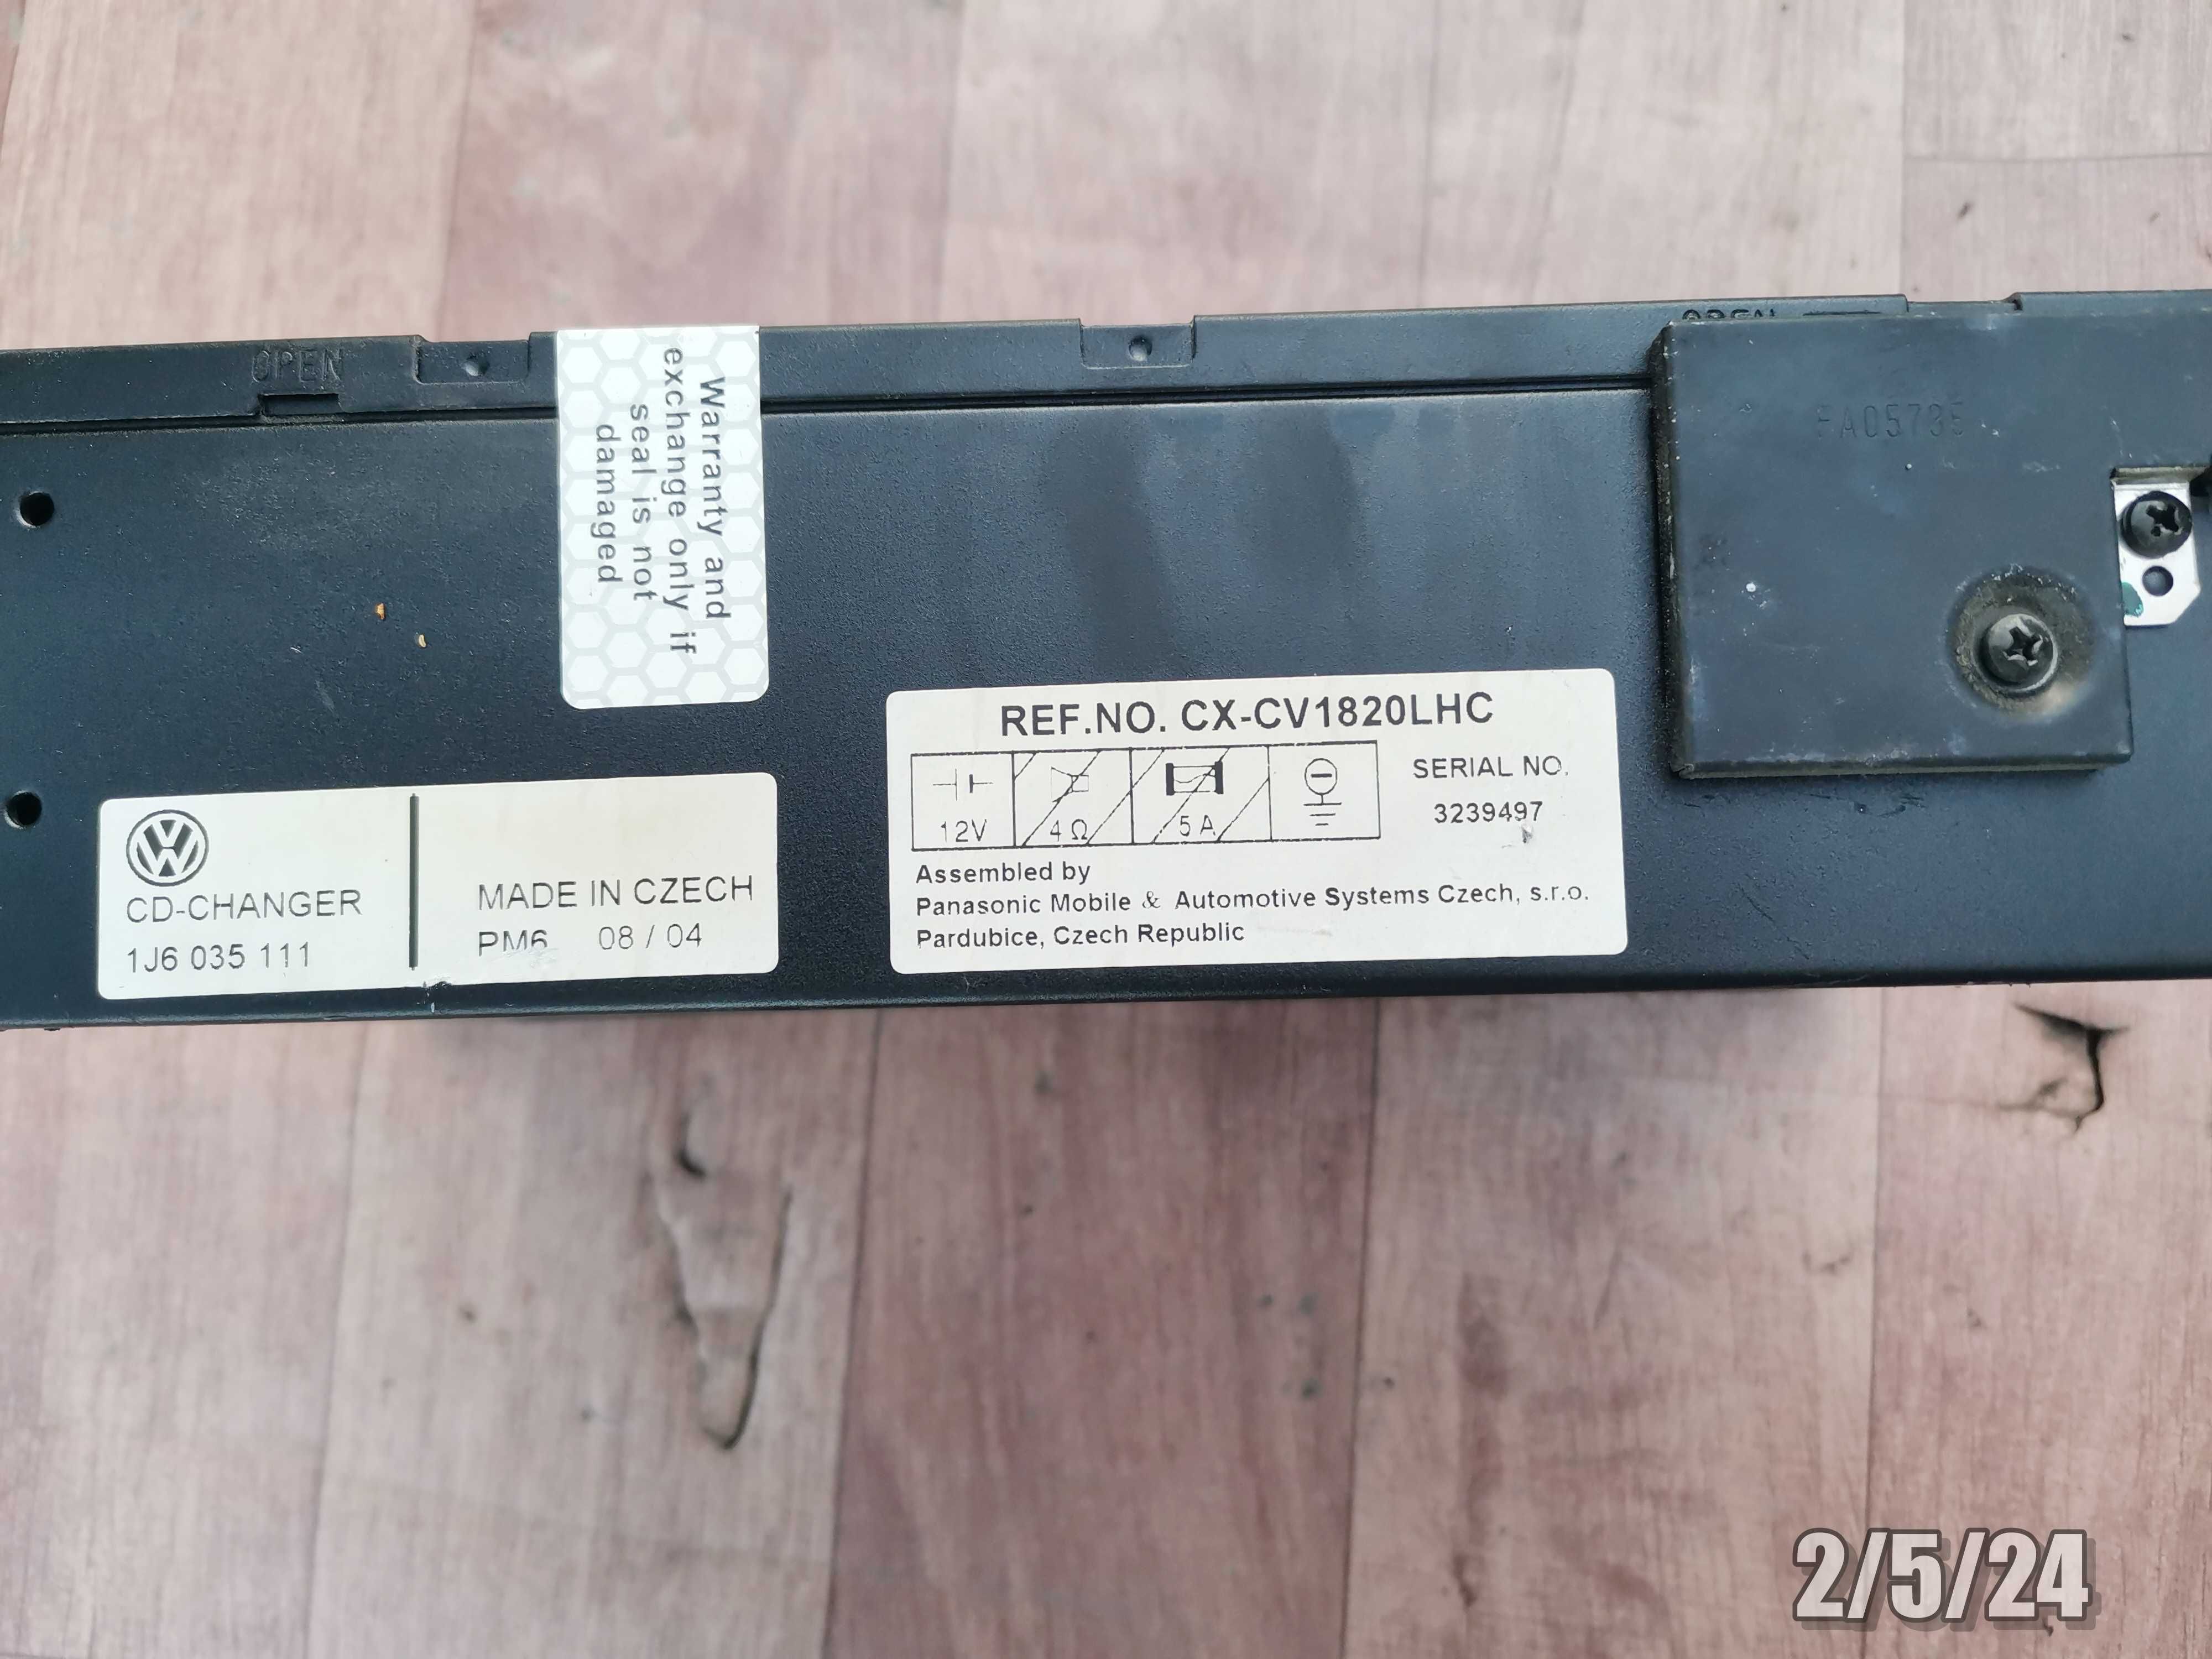 OPEN
OPEN
Warranty and
exchange only if
seal is not
damaged
REF.NO. CX-CV1820LHC
12V 4 Ω 5 A
SERIAL NO.
3239497
Assembled by
Panasonic Mobile & Automotive Systems Czech, s.r.o.
Pardubice, Czech Republic
CD-CHANGER
1J6 035 111
MADE IN CZECH
PM6 08 / 04
2/5/24